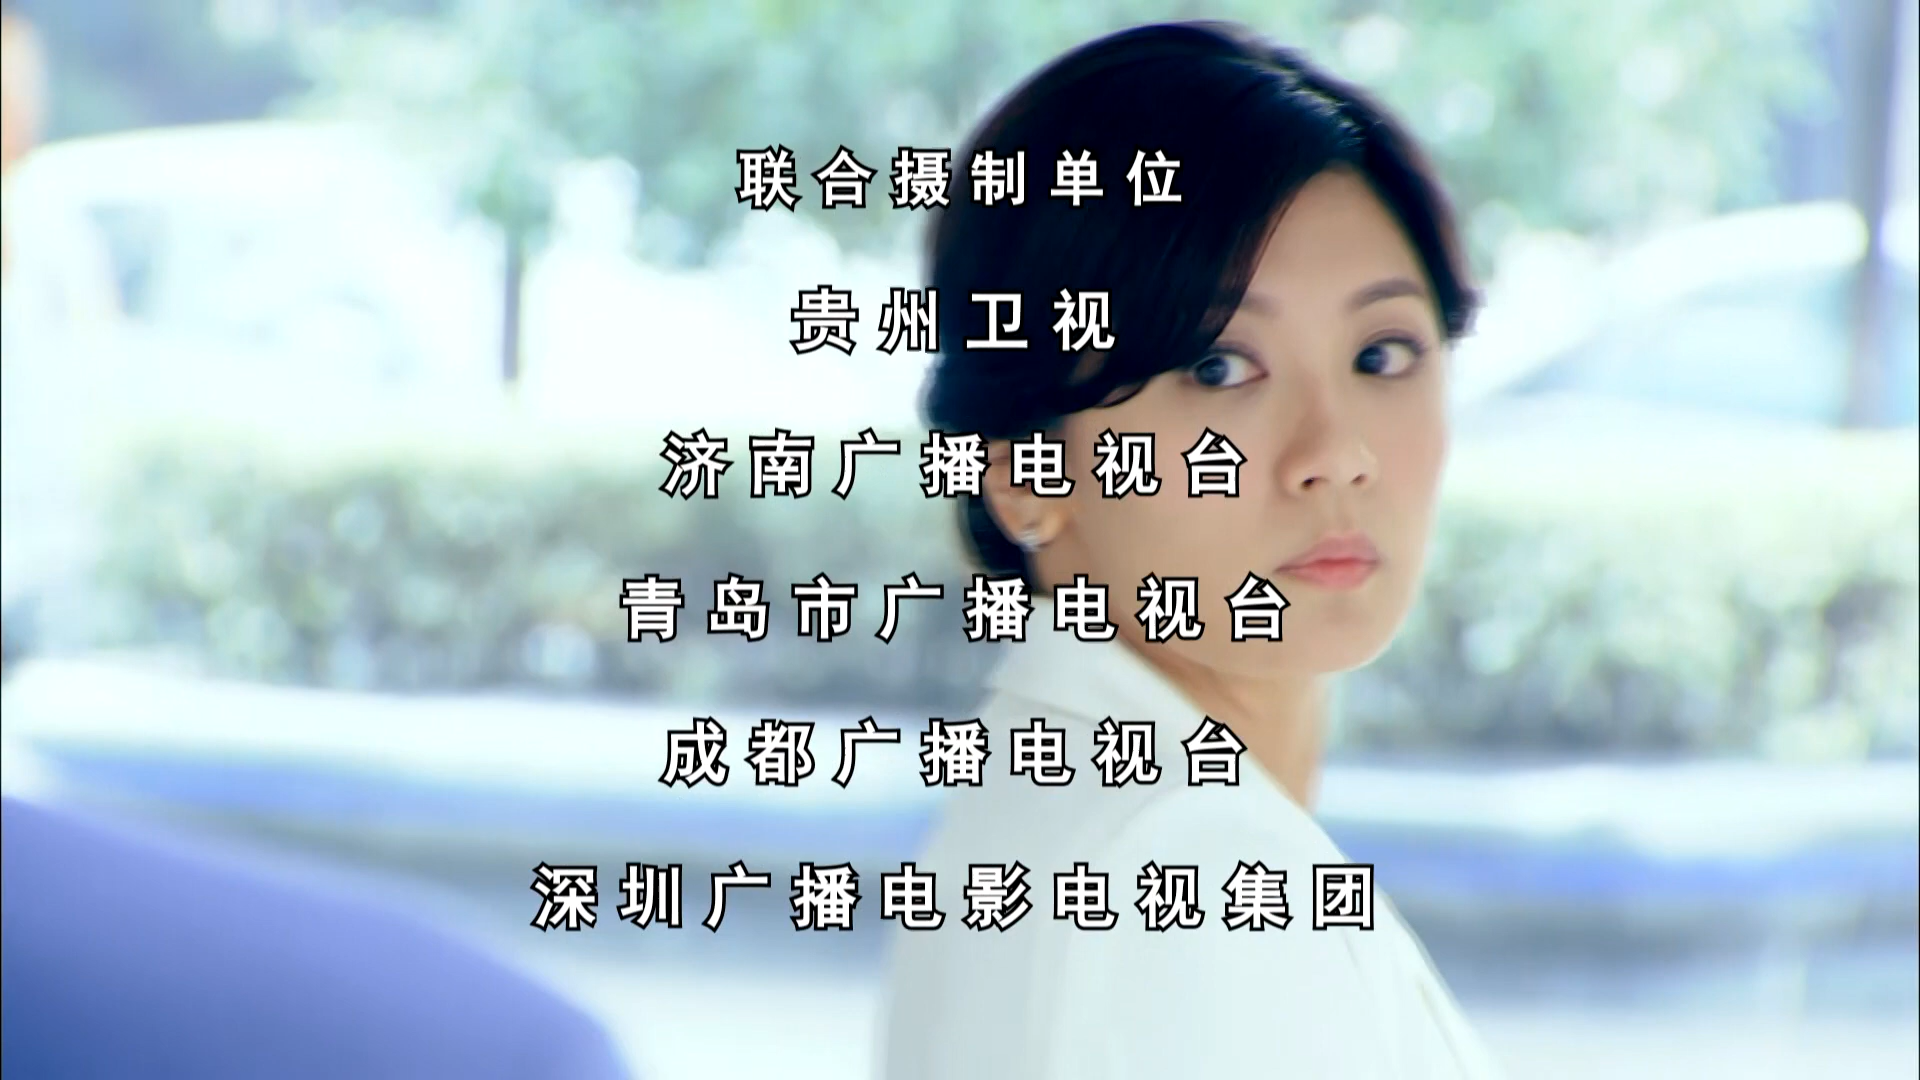 联合摄制单位
贵州卫视
济南广播电视台
青岛市广播电视台
成都广播电视台
深圳广播电影电视集团